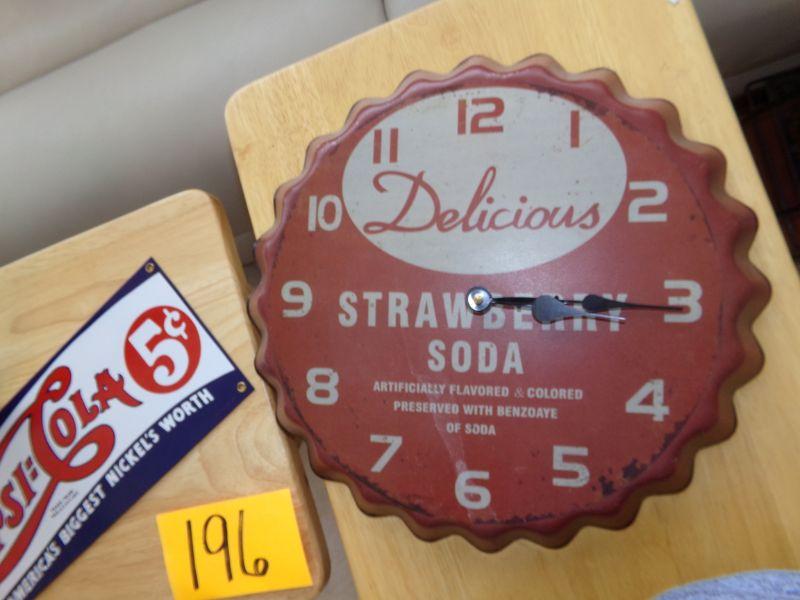 12
11
1
Delicious
10
2
9
STRAWBERRY
3
SODA
8
ARTIFICIALLY FLAVORED & COLORED
PRESERVED WITH BENZOAYE
OF SODA
4
7
5
6
5¢
PSI:COLA
AMERICA'S BIGGEST NICKEL'S WORTH
196